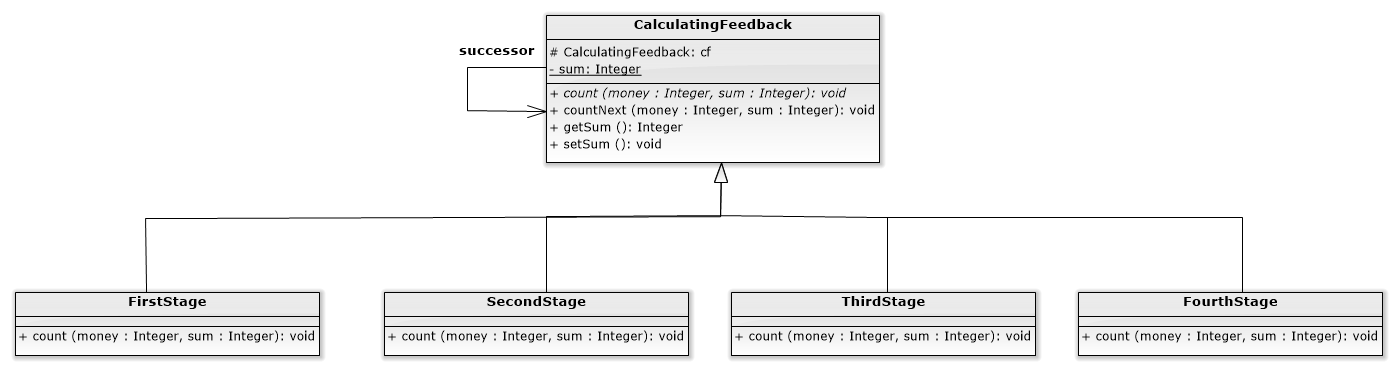 CalculatingFeedback
successor
# CalculatingFeedback: cf
- sum: Integer
+ count (money : Integer, sum : Integer): void
+ countNext (money : Integer, sum : Integer): void
+ getSum (): Integer
+ setSum (): void
FirstStage
+ count (money : Integer, sum : Integer): void
SecondStage
+ count (money : Integer, sum : Integer): void
ThirdStage
+ count (money : Integer, sum : Integer): void
FourthStage
+ count (money : Integer, sum : Integer): void